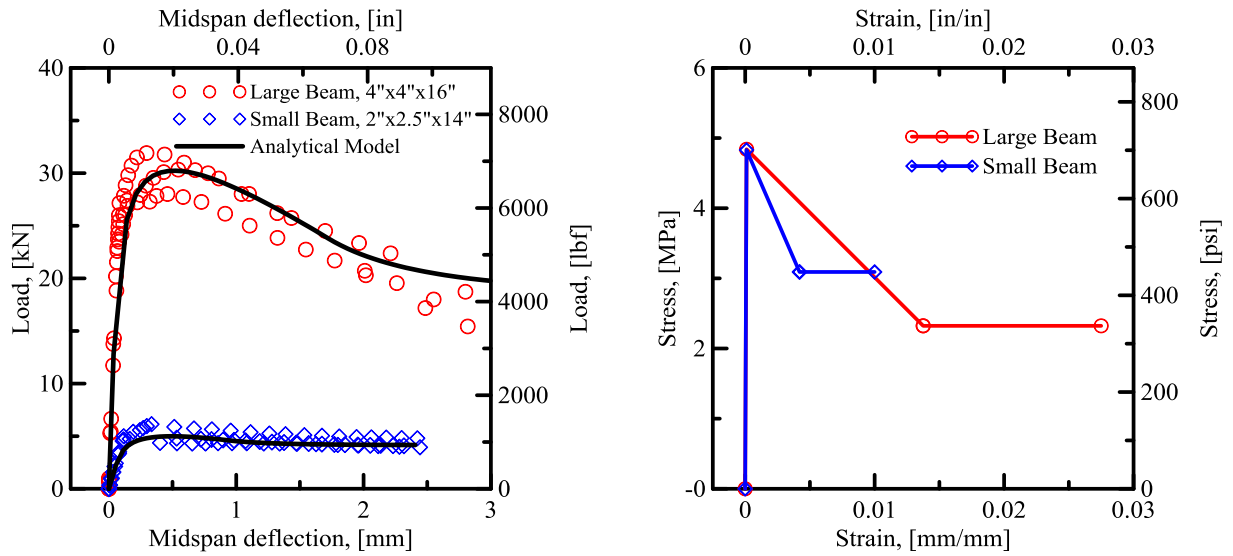 Midspan deflection, [in]
0 0.04 0.08
40
30
20
10
0
Load, [kN]
Large Beam, 4"x4"x16"
Small Beam, 2"x2.5"x14"
Analytical Model
8000
6000
4000
2000
0
Load, [lbf]
0 1 2 3
Midspan deflection, [mm]
Strain, [in/in]
0 0.01 0.02 0.03
6
4
2
-0
Stress, [MPa]
Large Beam
Small Beam
800
600
400
200
0
Stress, [psi]
0 0.01 0.02 0.03
Strain, [mm/mm]